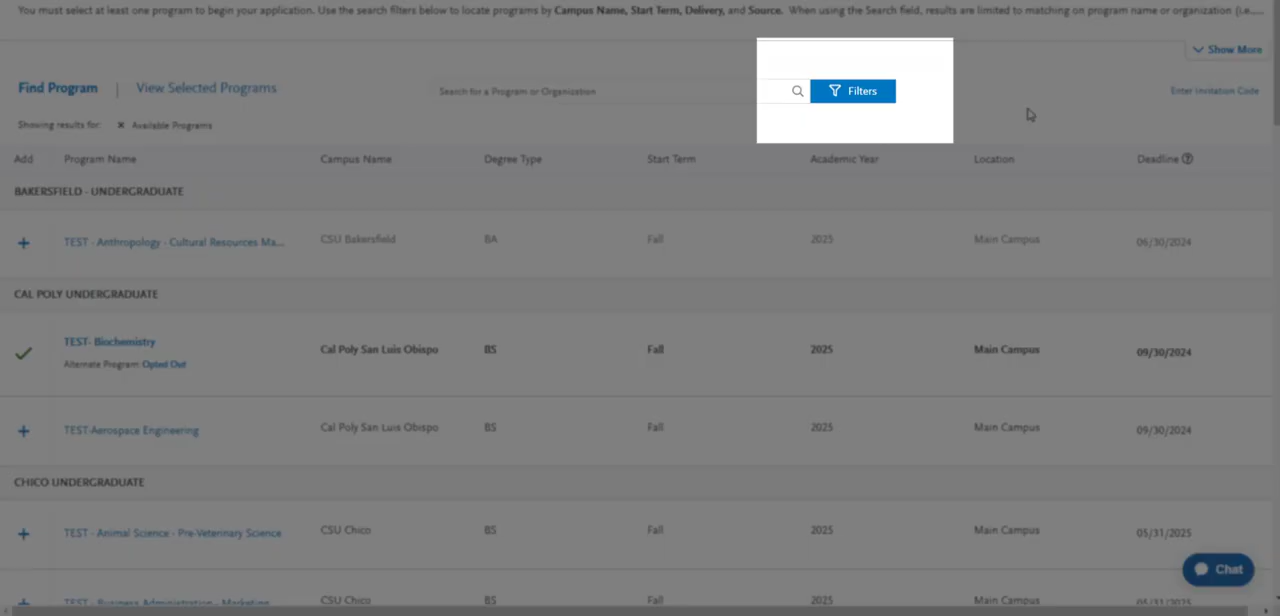 You must select at least one program to begin your application. Use the search filters below to locate programs by Campus Name, Start Term, Delivery, and Source. When using the Search field, results are limited to matching on program name or organization (i.e.,...
Show More
Find Program | View Selected Programs
Search for a Program or Organization
Filters
Enter Invitation Code
Showing results for: × Available Programs
Add Program Name Campus Name Degree Type Start Term Academic Year Location Deadline
BAKERSFIELD - UNDERGRADUATE
+ TEST - Anthropology - Cultural Resources Ma... CSU Bakersfield BA Fall 2025 Main Campus 06/30/2024
CAL POLY UNDERGRADUATE
TEST- Biochemistry Cal Poly San Luis Obispo BS Fall 2025 Main Campus 09/30/2024
Alternate Program: Opted Out
+ TEST-Aerospace Engineering Cal Poly San Luis Obispo BS Fall 2025 Main Campus 09/30/2024
CHICO UNDERGRADUATE
+ TEST - Animal Science - Pre-Veterinary Science CSU Chico BS Fall 2025 Main Campus 05/31/2025
Chat
+ TEST - Business Administration - Marketing CSU Chico BS Fall 2025 Main Campus 05/31/2025